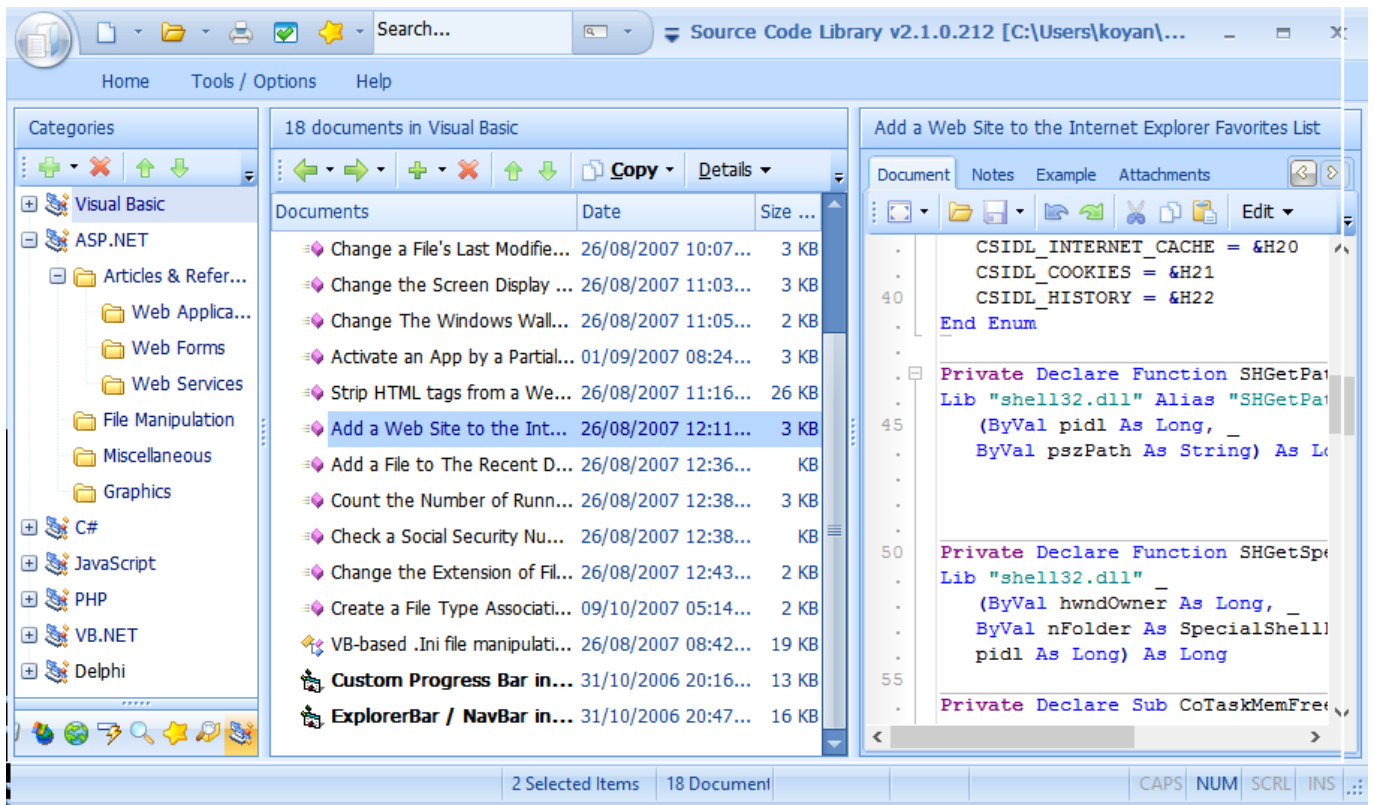 Search...
Source Code Library v2.1.0.212 [C:\Users\koyan\...
Home Tools / Options Help
Categories
Visual Basic
ASP.NET
Articles & Refer...
Web Applica...
Web Forms
Web Services
File Manipulation
Miscellaneous
Graphics
C#
JavaScript
PHP
VB.NET
Delphi
18 documents in Visual Basic
Copy Details
Documents Date Size ...
Change a File's Last Modifie... 26/08/2007 10:07... 3 KB
Change the Screen Display ... 26/08/2007 11:03... 3 KB
Change The Windows Wall... 26/08/2007 11:05... 2 KB
Activate an App by a Partial... 01/09/2007 08:24... 3 KB
Strip HTML tags from a We... 26/08/2007 11:16... 26 KB
Add a Web Site to the Int... 26/08/2007 12:11... 3 KB
Add a File to The Recent D... 26/08/2007 12:36... KB
Count the Number of Runn... 26/08/2007 12:38... 3 KB
Check a Social Security Nu... 26/08/2007 12:38... KB
Change the Extension of Fil... 26/08/2007 12:43... 2 KB
Create a File Type Associati... 09/10/2007 05:14... 2 KB
VB-based .Ini file manipulati... 26/08/2007 08:42... 19 KB
Custom Progress Bar in... 31/10/2006 20:16... 13 KB
ExplorerBar / NavBar in... 31/10/2006 20:47... 16 KB
Add a Web Site to the Internet Explorer Favorites List
Document Notes Example Attachments
Edit
CSIDL_INTERNET_CACHE = &H20
CSIDL_COOKIES = &H21
40 CSIDL_HISTORY = &H22
End Enum
Private Declare Function SHGetPat
Lib "shell32.dll" Alias "SHGetPat
45 (ByVal pidl As Long, _
ByVal pszPath As String) As Lo
50 Private Declare Function SHGetSpe
Lib "shell32.dll" _
(ByVal hwndOwner As Long, _
ByVal nFolder As SpecialShell
pidl As Long) As Long
55
Private Declare Sub CoTaskMemFree
2 Selected Items 18 Document CAPS NUM SCRL INS